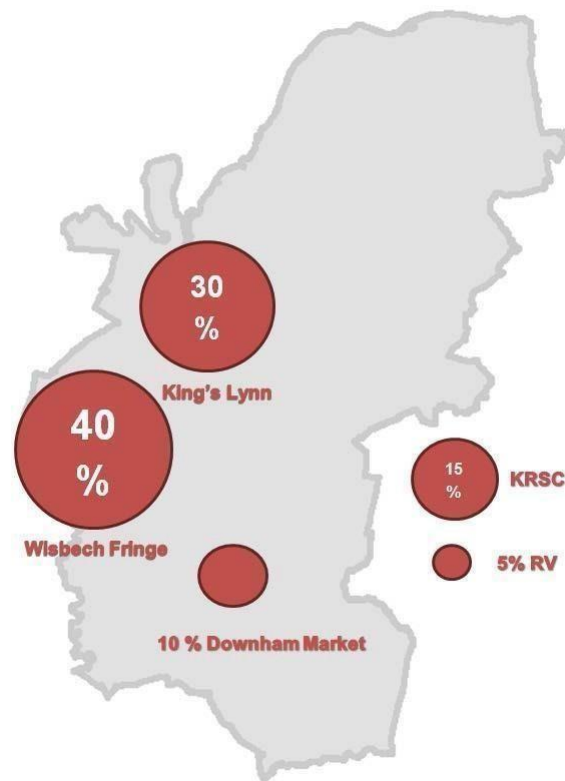 30
%
King's Lynn
40
%
Wisbech Fringe
15
%
KRSC
5% RV
10 % Downham Market